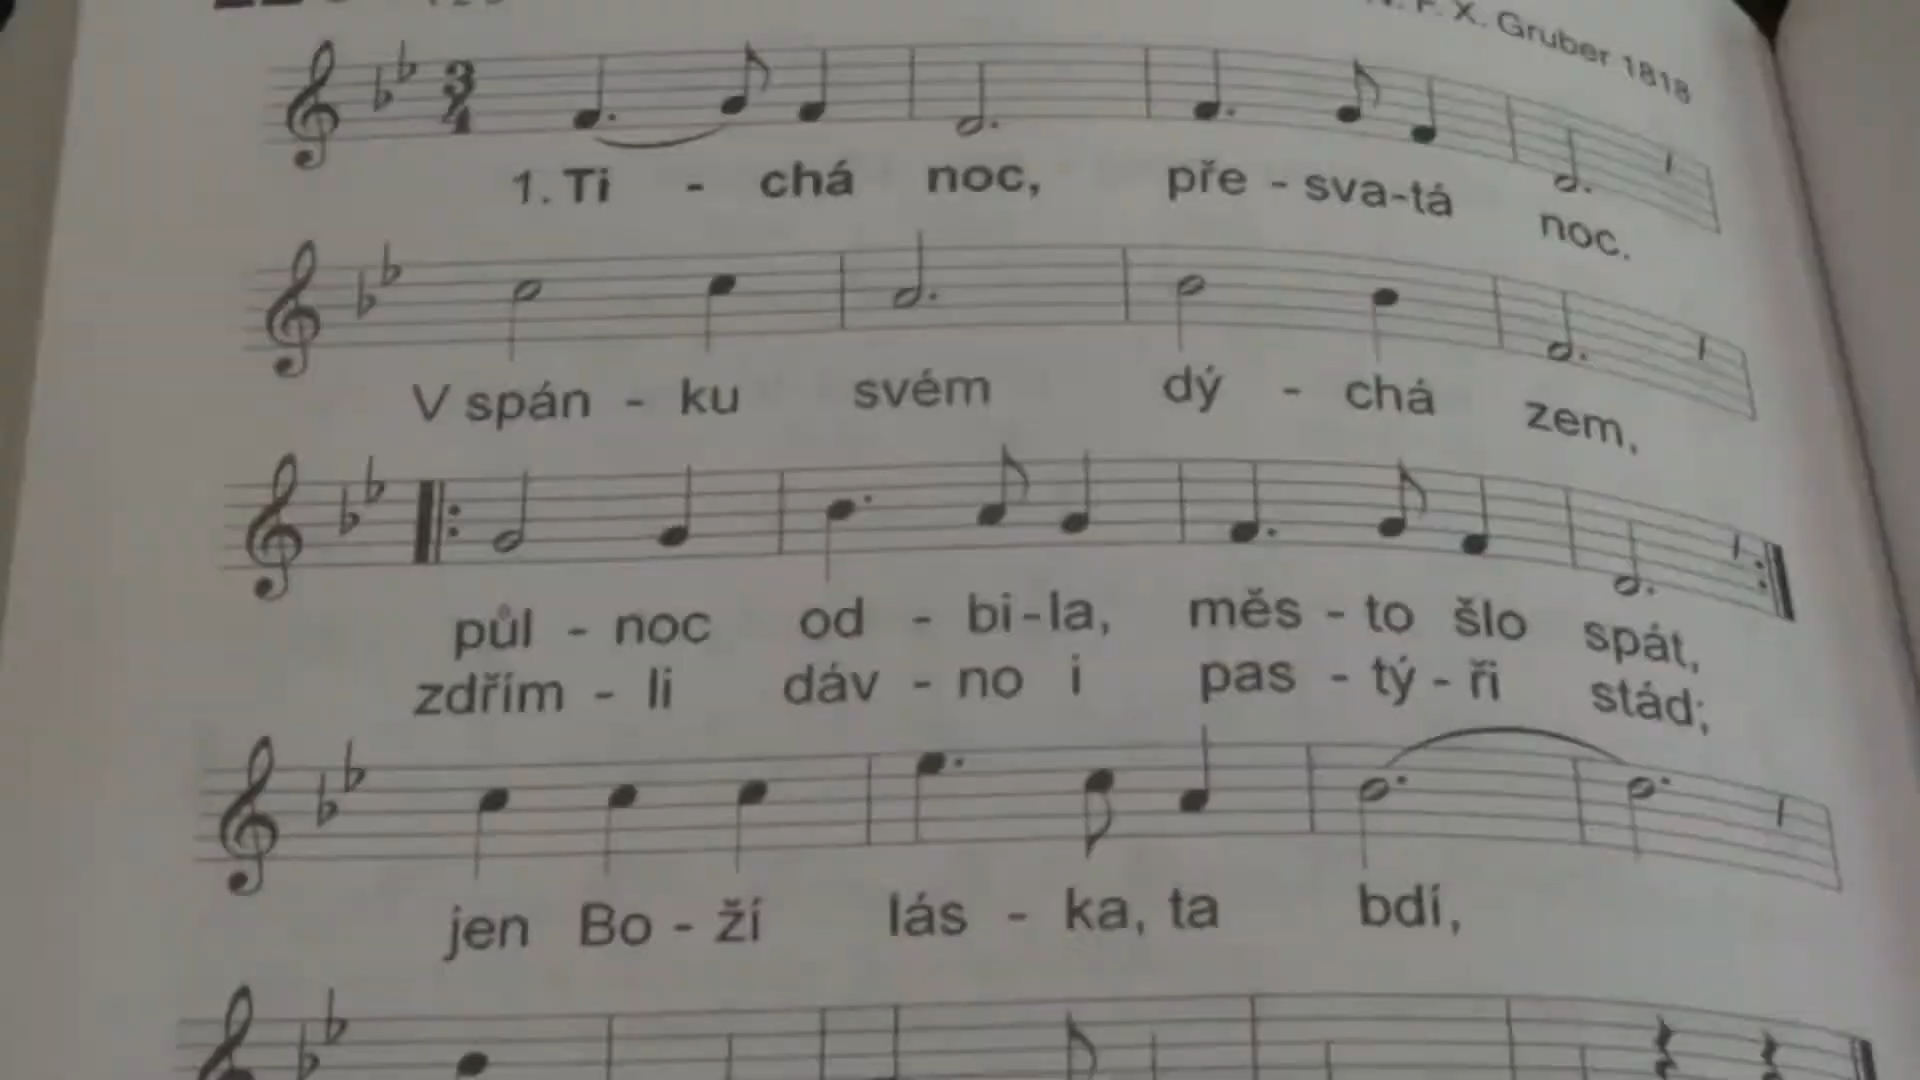 F. X. Gruber 1818
1. Ti - chá noc, pře - sva-tá noc.
V spán - ku svém dý - chá zem,
půl - noc od - bi-la, měs - to šlo spát,
zdřím - li dáv - no i pas - tý - ři stád;
jen Bo - ží lás - ka, ta bdí,